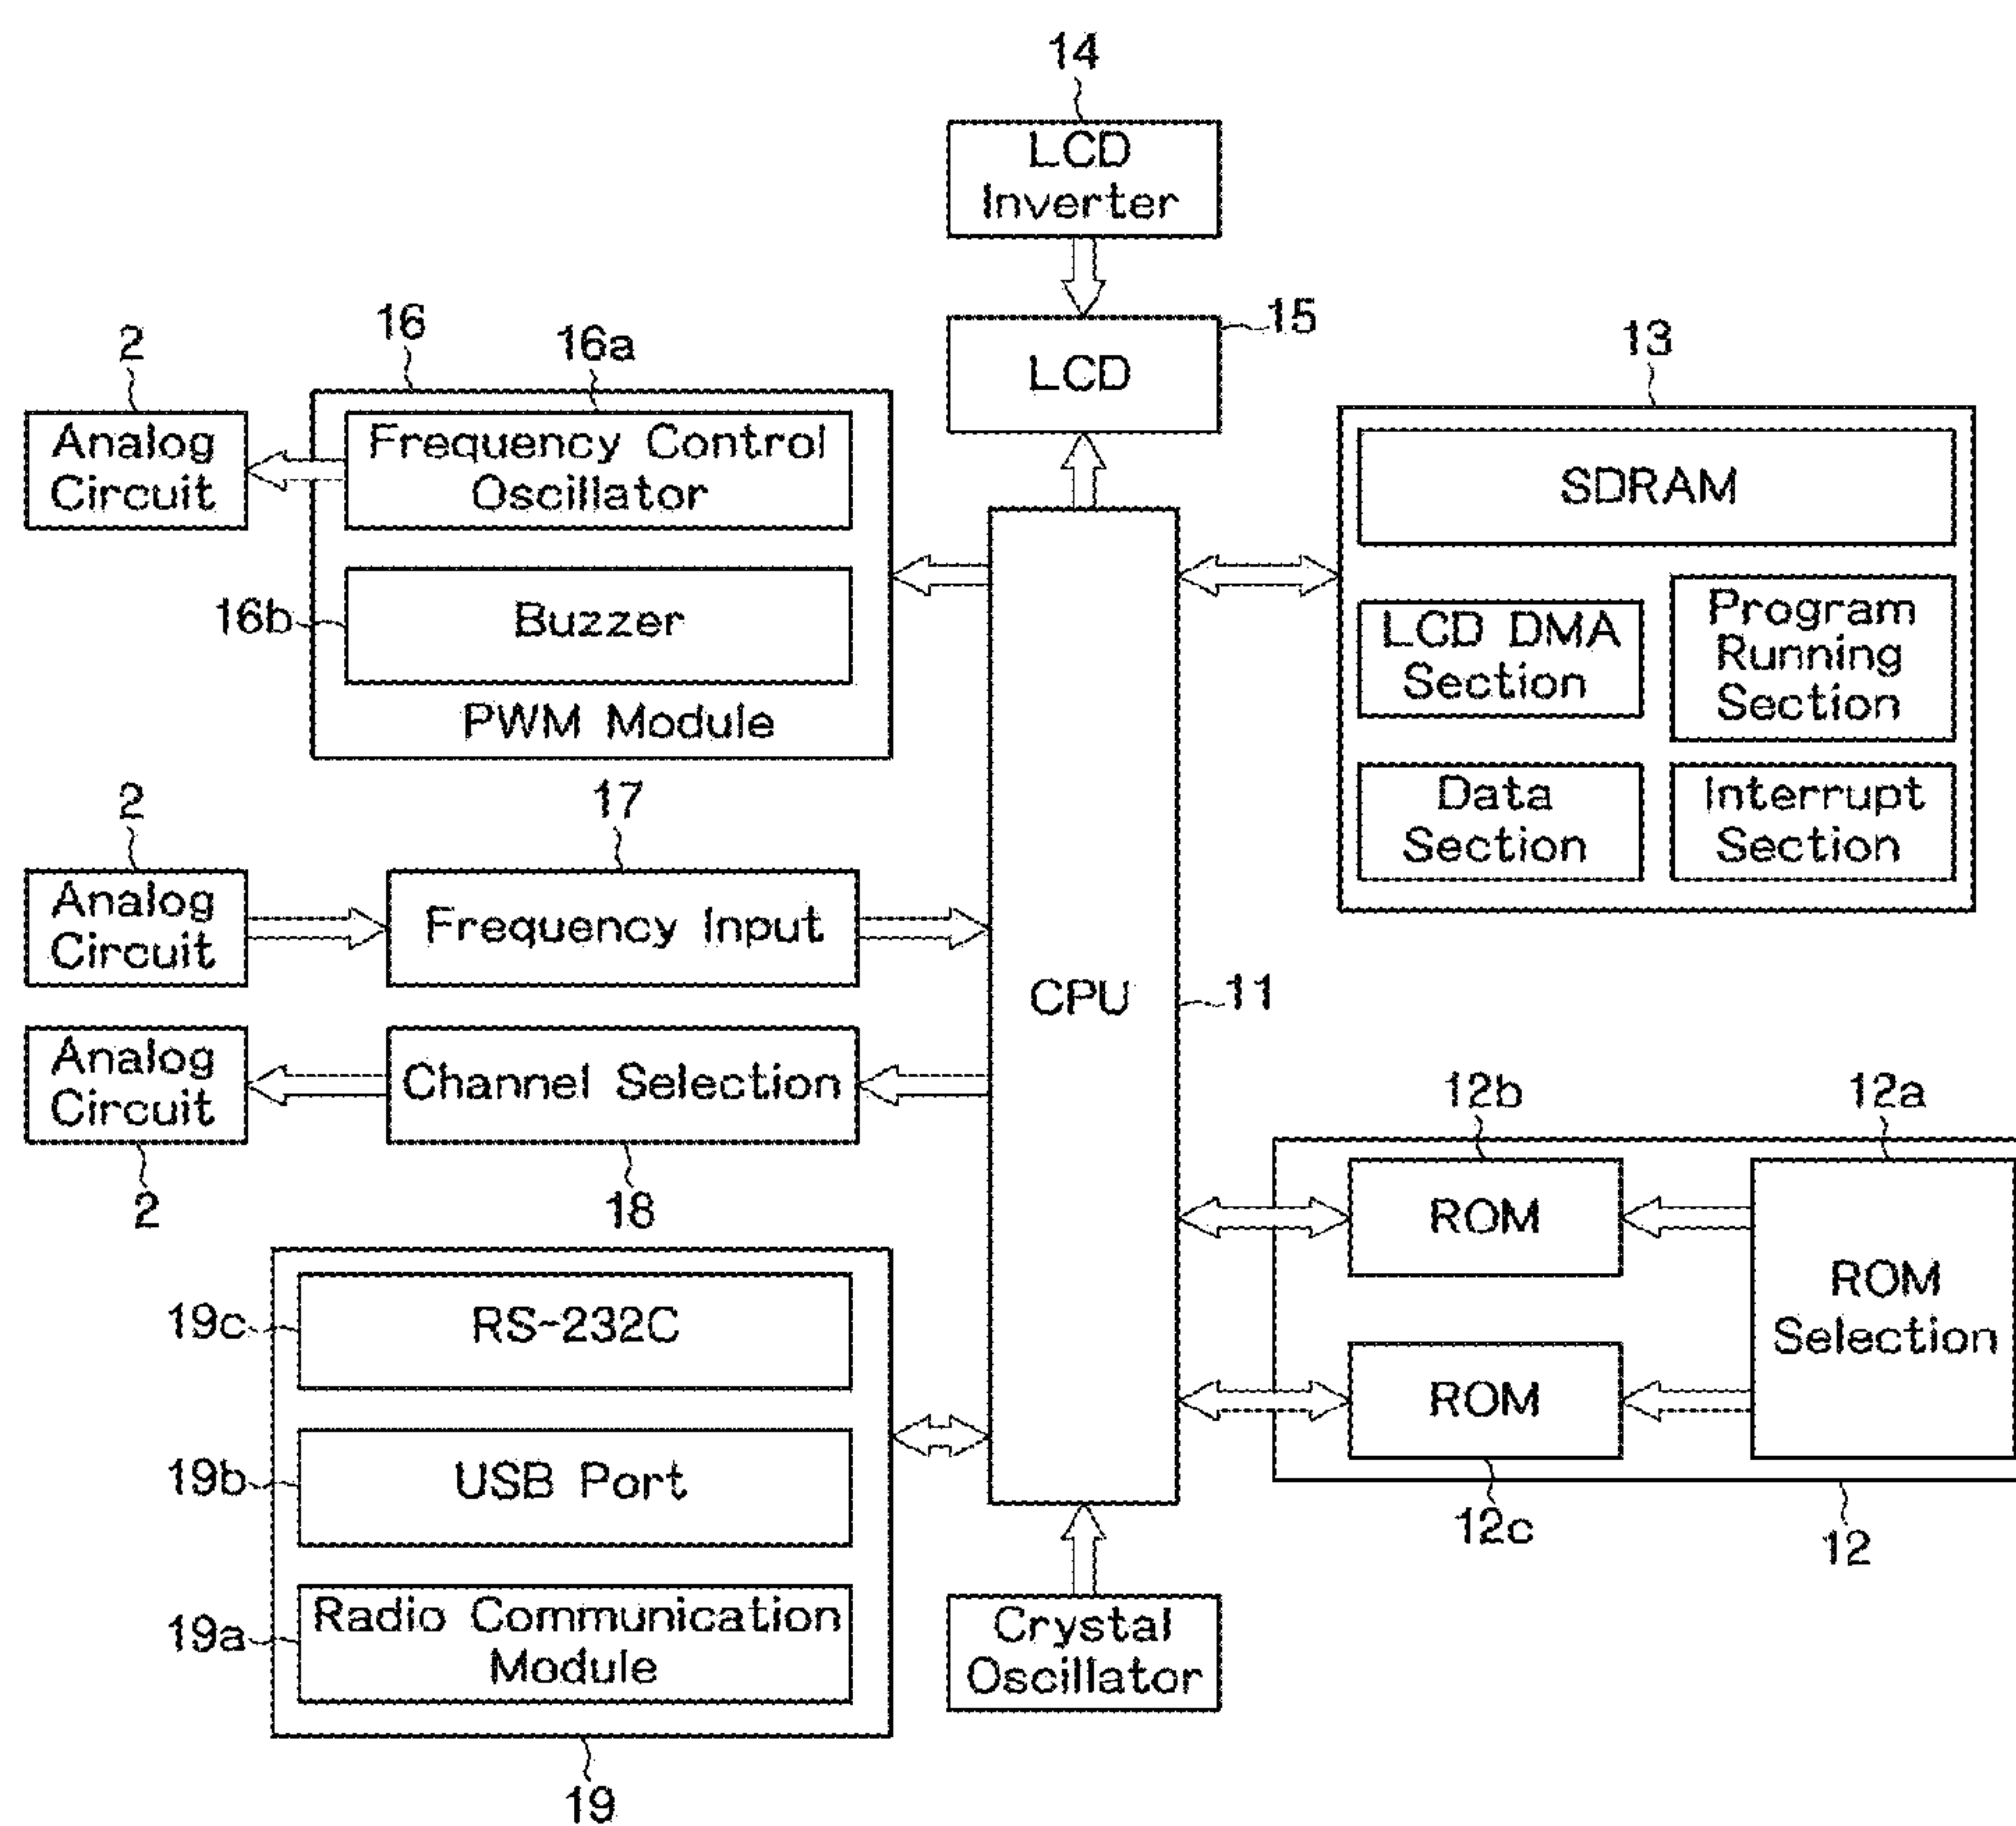 14
LCD
Inverter
15
LCD
2
Analog
Circuit
16
16a
Frequency Control
Oscillator
16b
Buzzer
PWM Module
13
SDRAM
LCD DMA
Section
Program
Running
Section
Data
Section
Interrupt
Section
2
Analog
Circuit
17
Frequency Input
CPU
11
Analog
Circuit
2
Channel Selection
18
12b
12a
ROM
ROM
Selection
ROM
12c
12
19c
RS-232C
19b
USB Port
19a
Radio Communication
Module
19
Crystal
Oscillator